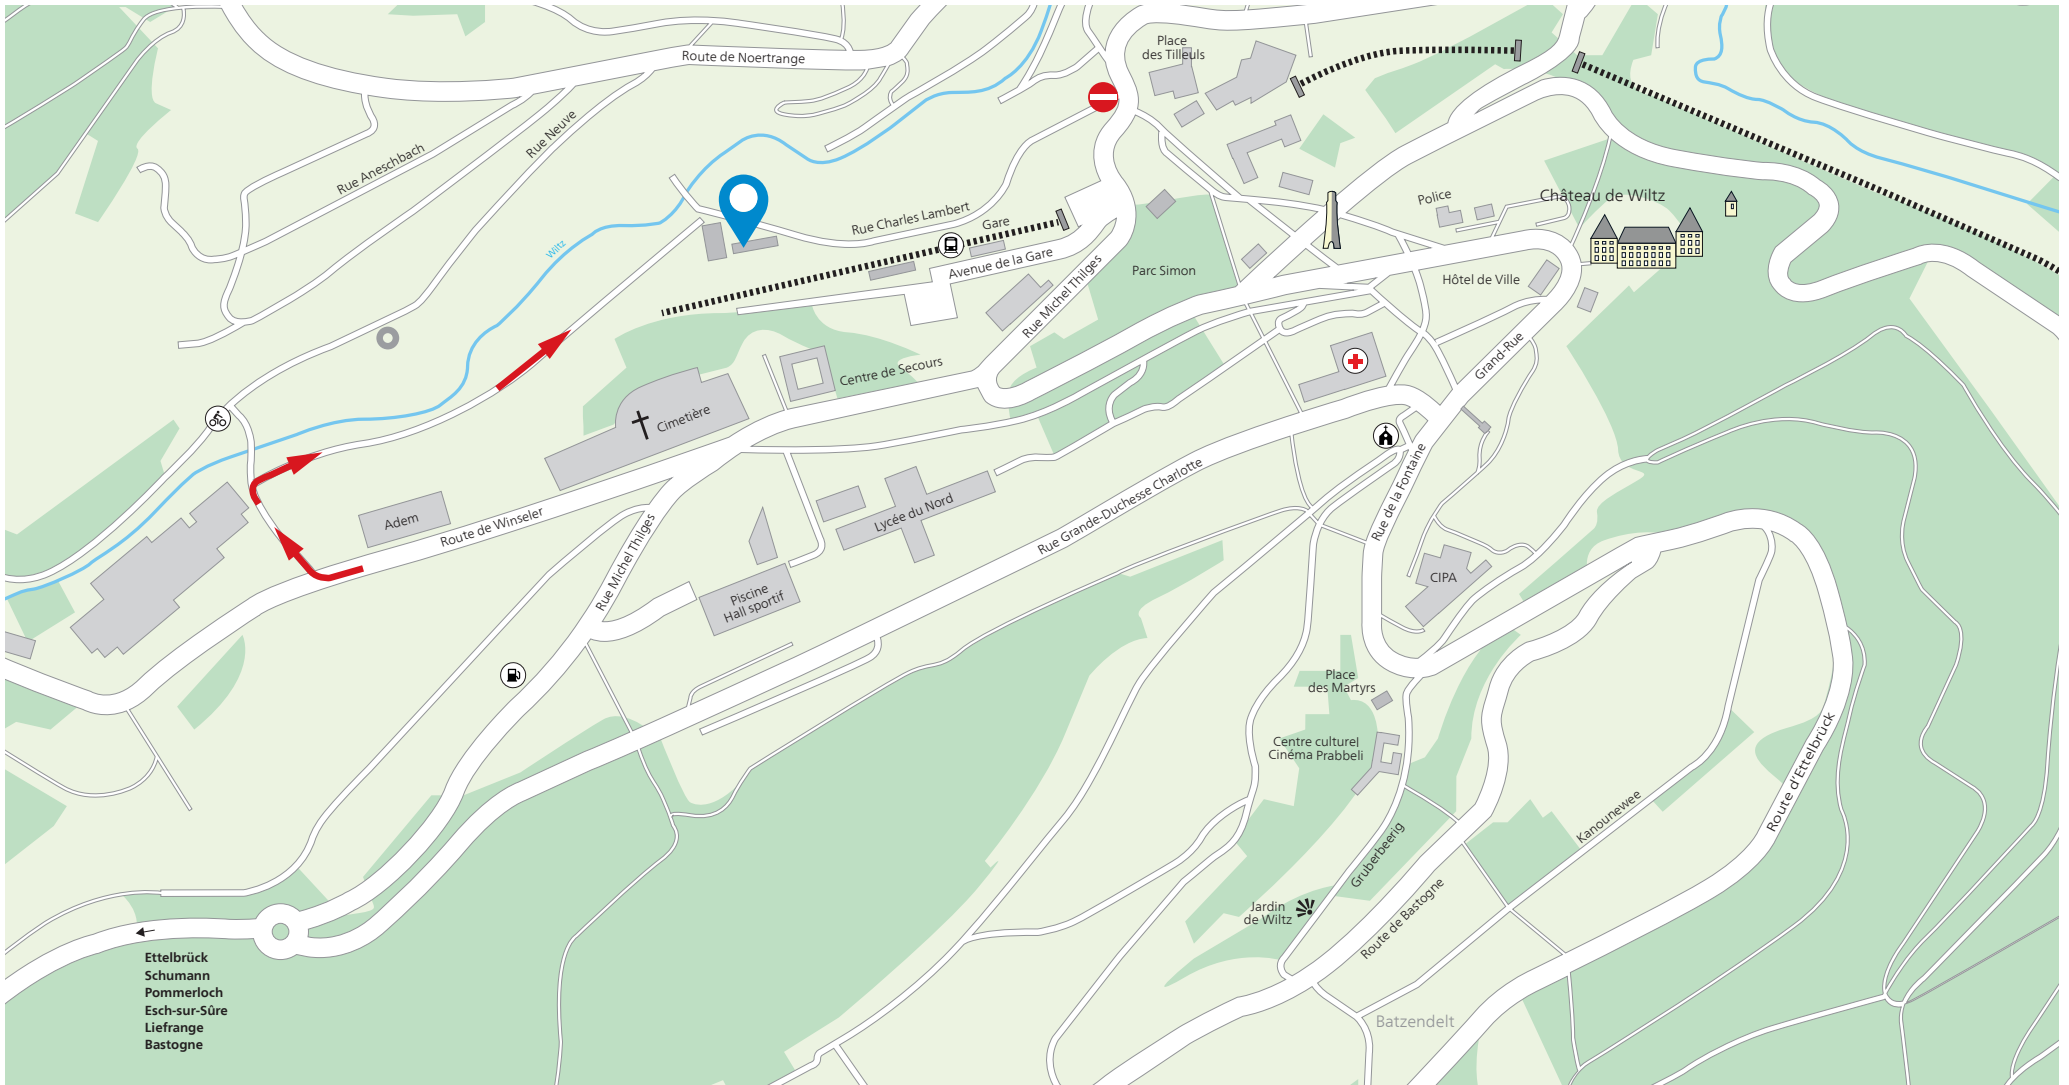 Place
des Tilleuls
Route de Noertrange
Rue Neuve
Rue Aneschbach
Rue Charles Lambert
Gare
Avenue de la Gare
Wiltz
Police
Château de Wiltz
Parc Simon
Hôtel de Ville
Rue Michel Thilges
Grand-Rue
Centre de Secours
Cimetière
Adem
Route de Winseler
Lycée du Nord
Rue Grande-Duchesse Charlotte
Rue de la Fontaine
Rue Michel Thilges
Piscine
Hall sportif
CIPA
Place
des Martyrs
Centre culturel
Cinéma Prabbeli
Route d'Ettelbrück
Kanounewee
Gruberbeerig
Jardin
de Wiltz
Route de Bastogne
Batzendelt
Ettelbrück
Schumann
Pommerloch
Esch-sur-Sûre
Liefrange
Bastogne